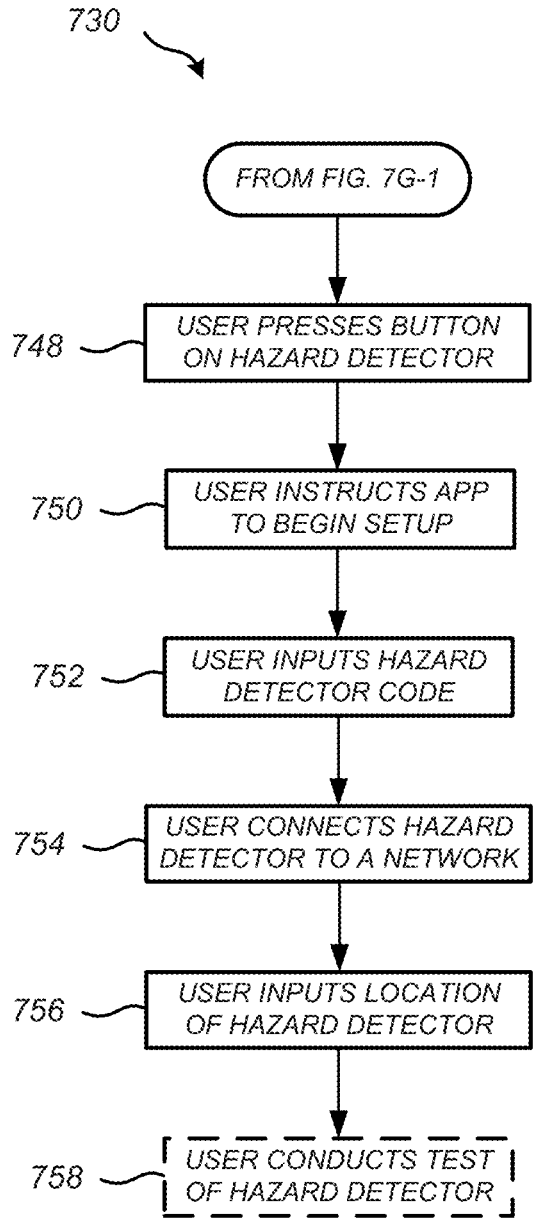 730
FROM FIG. 7G-1
748
USER PRESSES BUTTON
ON HAZARD DETECTOR
750
USER INSTRUCTS APP
TO BEGIN SETUP
752
USER INPUTS HAZARD
DETECTOR CODE
754
USER CONNECTS HAZARD
DETECTOR TO A NETWORK
756
USER INPUTS LOCATION
OF HAZARD DETECTOR
758
USER CONDUCTS TEST
OF HAZARD DETECTOR